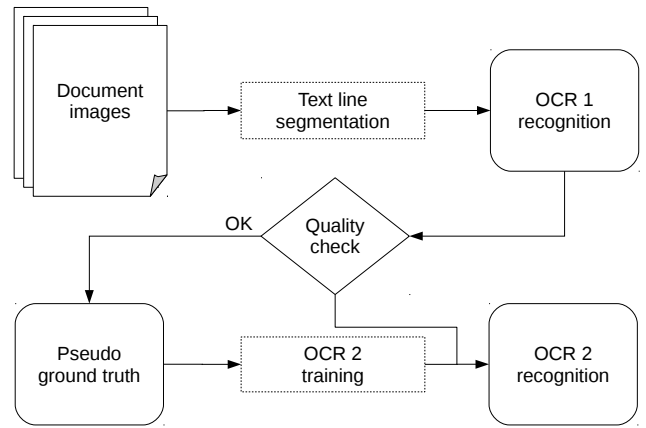 Document
images
Text line
segmentation
OCR 1
recognition
OK
Quality
check
Pseudo
ground truth
OCR 2
training
OCR 2
recognition